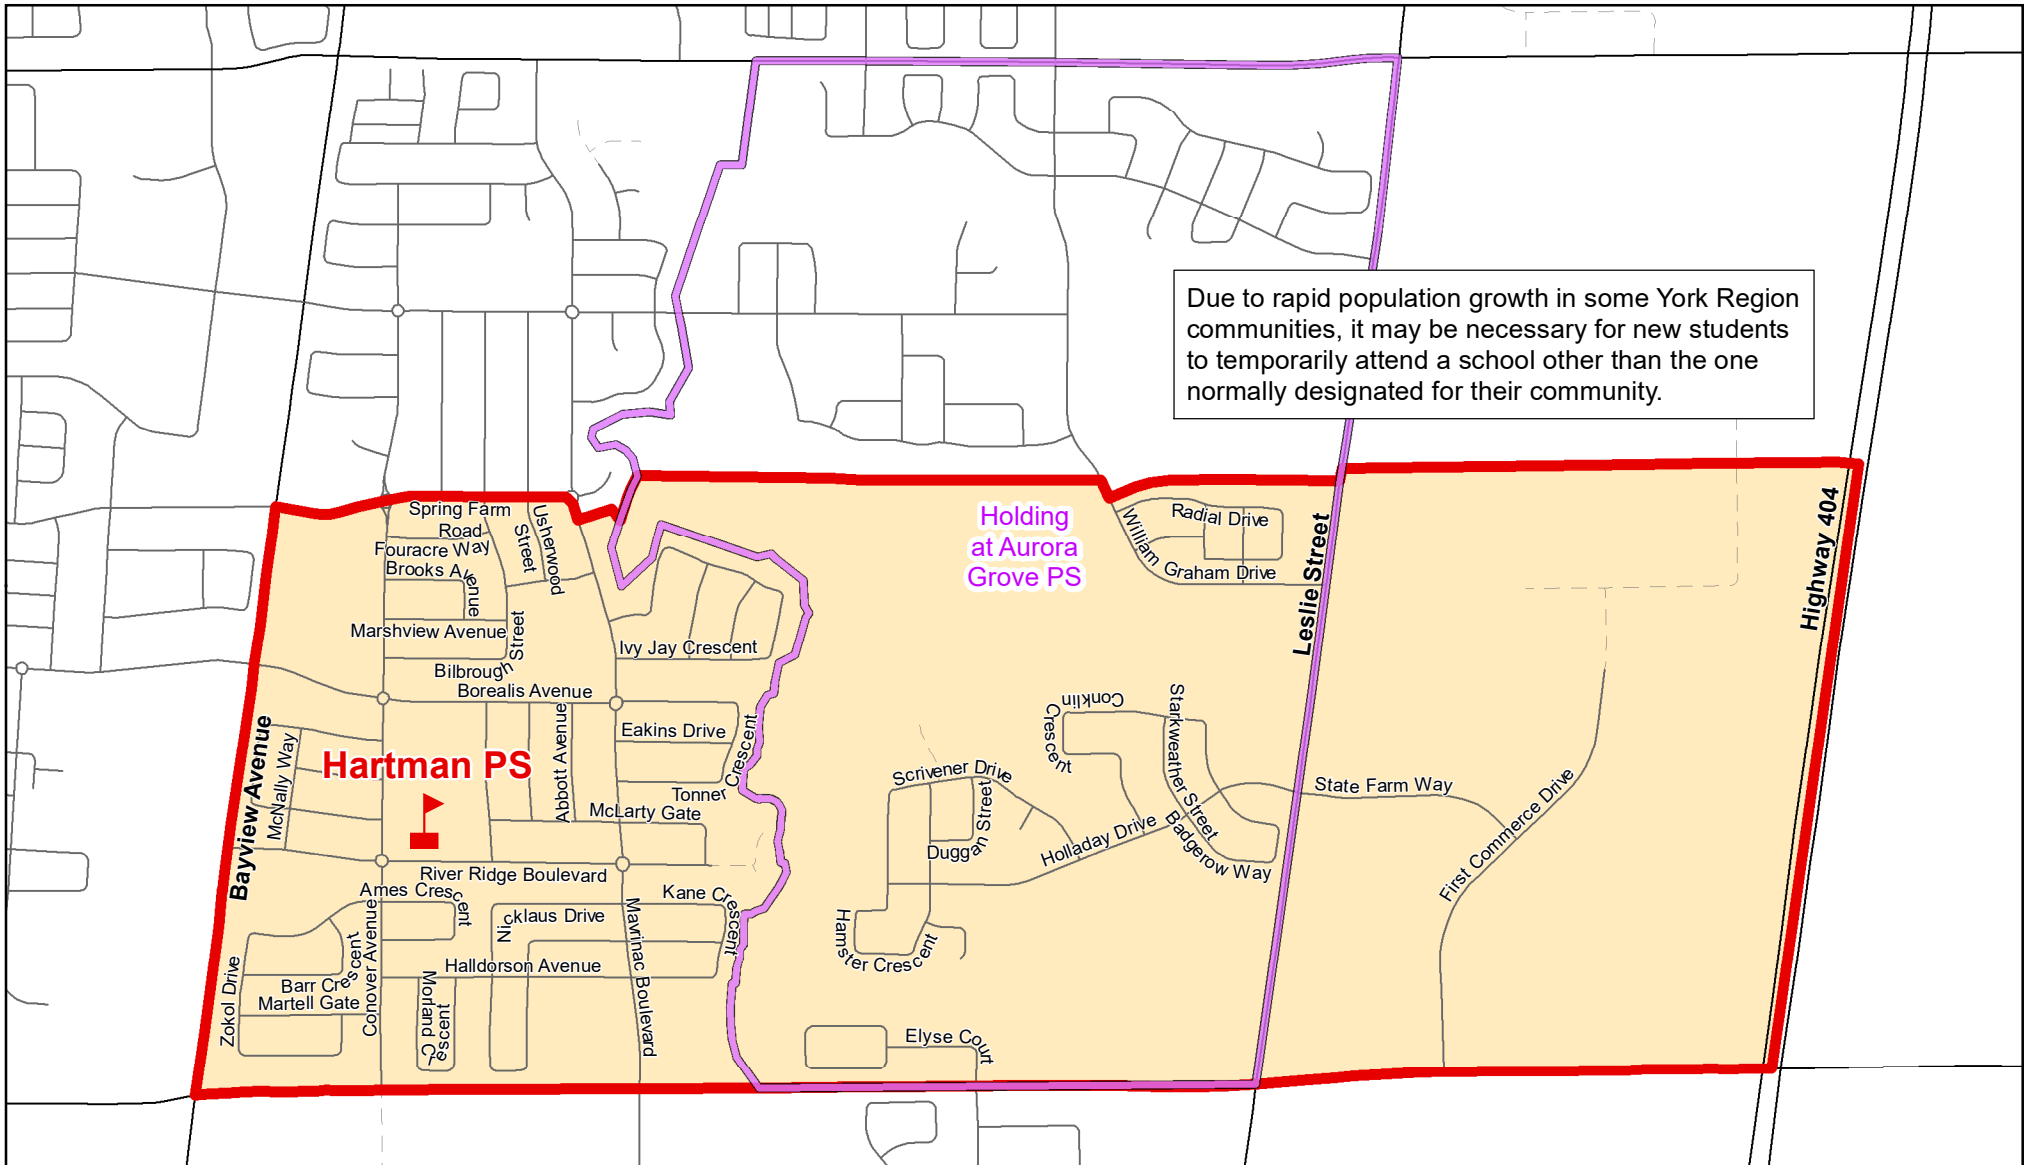 Due to rapid population growth in some York Region
communities, it may be necessary for new students
to temporarily attend a school other than the one
normally designated for their community.
Holding
at Aurora
Grove PS
Spring Farm
Road
Usherwood
Street
Fouracre Way
Brooks Avenue
Marshview Avenue
Bilbrough
Street
Ivy Jay Crescent
Borealis Avenue
Radial Drive
William
Graham Drive
Leslie Street
Highway 404
Bayview Avenue
McNally Way
Hartman PS
Abbott Avenue
Eakins Drive
Tonner Crescent
McLarty Gate
Conklin
Crescent
Starkweather Street
Scrivener Drive
Duggan Street
Holladay Drive
Badgerow Way
State Farm Way
First Commerce Drive
River Ridge Boulevard
Ames Crescent
Kane Crescent
Nicklaus Drive
Conover Avenue
Mavrinac Boulevard
Halldorson Avenue
Barr Crescent
Martell Gate
Zokol Drive
Morland Crescent
Hamster Crescent
Elyse Court